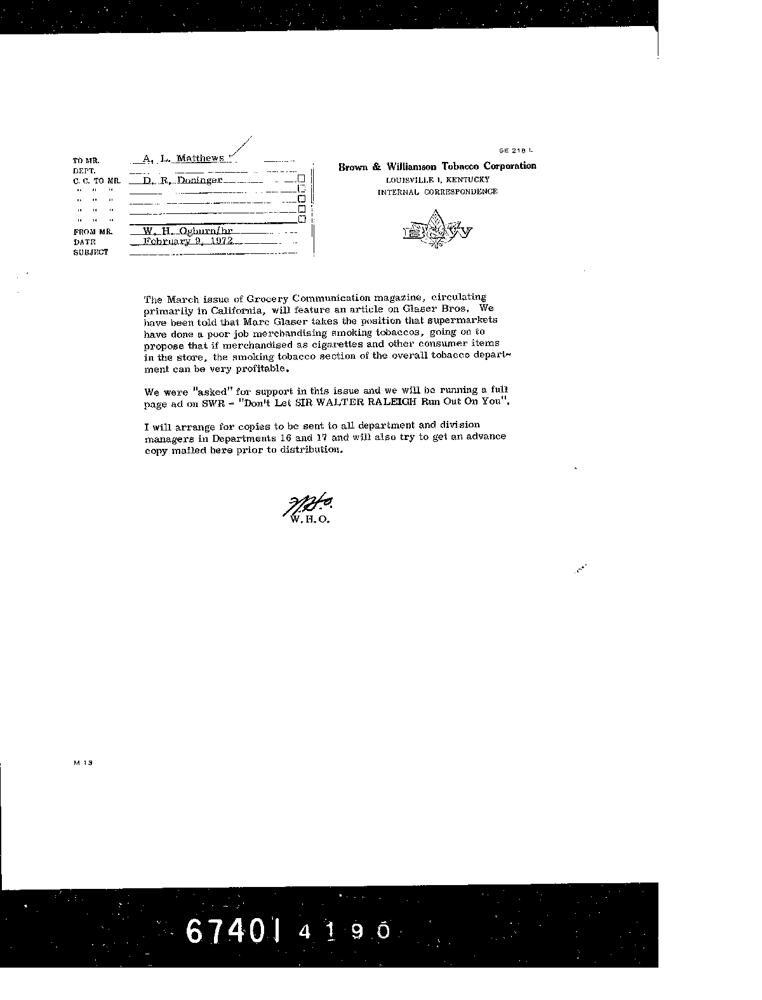 GE 218 L
TO MR. A. L. Matthews
DEPT.
C. C. TO MR. D. R. Doninger
" " "
" " "
" " "
" " "
FROM MR. W. H. Ogburn/hr
DATE February 9, 1972
SUBJECT
Brown & Williamson Tobacco Corporation
LOUISVILLE 1, KENTUCKY
INTERNAL CORRESPONDENCE
B&W
The March issue of Grocery Communication magazine, circulating
primarily in California, will feature an article on Glaser Bros. We
have been told that Marc Glaser takes the position that supermarkets
have done a poor job merchandising smoking tobaccos, going on to
propose that if merchandised as cigarettes and other consumer items
in the store, the smoking tobacco section of the overall tobacco depart-
ment can be very profitable.
We were "asked" for support in this issue and we will be running a full
page ad on SWR - "Don't Let SIR WALTER RALEIGH Run Out On You".
I will arrange for copies to be sent to all department and division
managers in Departments 16 and 17 and will also try to get an advance
copy mailed here prior to distribution.
W.H.O.
W.H.O.
M 13
67401 4190